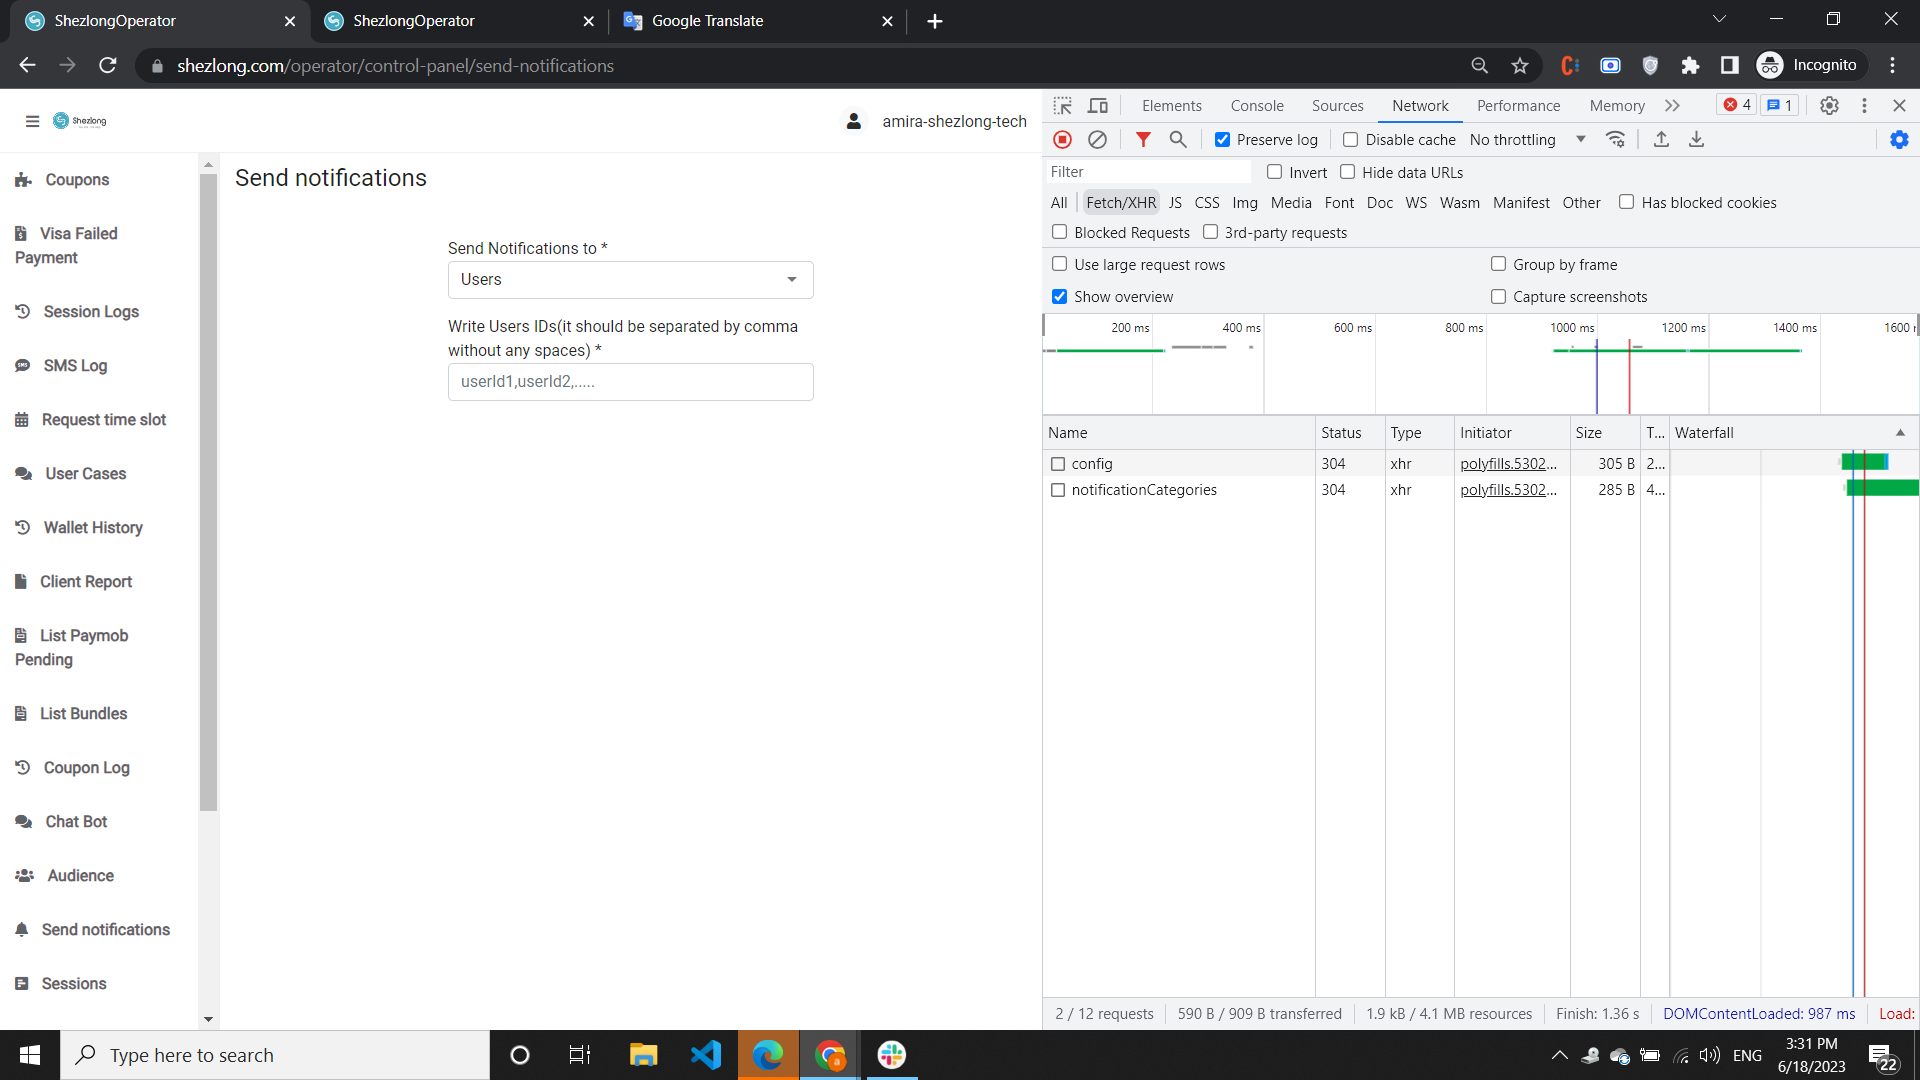 ShezlongOperator
ShezlongOperator
Google Translate
shezlong.com/operator/control-panel/send-notifications
Incognito
Shezlong
amira-shezlong-tech
Coupons
Visa Failed
Payment
Session Logs
SMS Log
Request time slot
User Cases
Wallet History
Client Report
List Paymob
Pending
List Bundles
Coupon Log
Chat Bot
Audience
Send notifications
Sessions
Send notifications
Send Notifications to *
Users
Write Users IDs(it should be separated by comma
without any spaces) *
userId1,userId2,.....
Elements Console Sources Network Performance Memory 4 1
Preserve log Disable cache No throttling
Filter Invert Hide data URLs
All Fetch/XHR JS CSS Img Media Font Doc WS Wasm Manifest Other Has blocked cookies
Blocked Requests 3rd-party requests
Use large request rows Group by frame
Show overview Capture screenshots
200 ms 400 ms 600 ms 800 ms 1000 ms 1200 ms 1400 ms 1600
Name Status Type Initiator Size T... Waterfall
config 304 xhr polyfills.5302... 305 B 2...
notificationCategories 304 xhr polyfills.5302... 285 B 4...
2 / 12 requests 590 B / 909 B transferred 1.9 kB / 4.1 MB resources Finish: 1.36 s DOMContentLoaded: 987 ms Load:
Type here to search
ENG
3:31 PM
6/18/2023
22